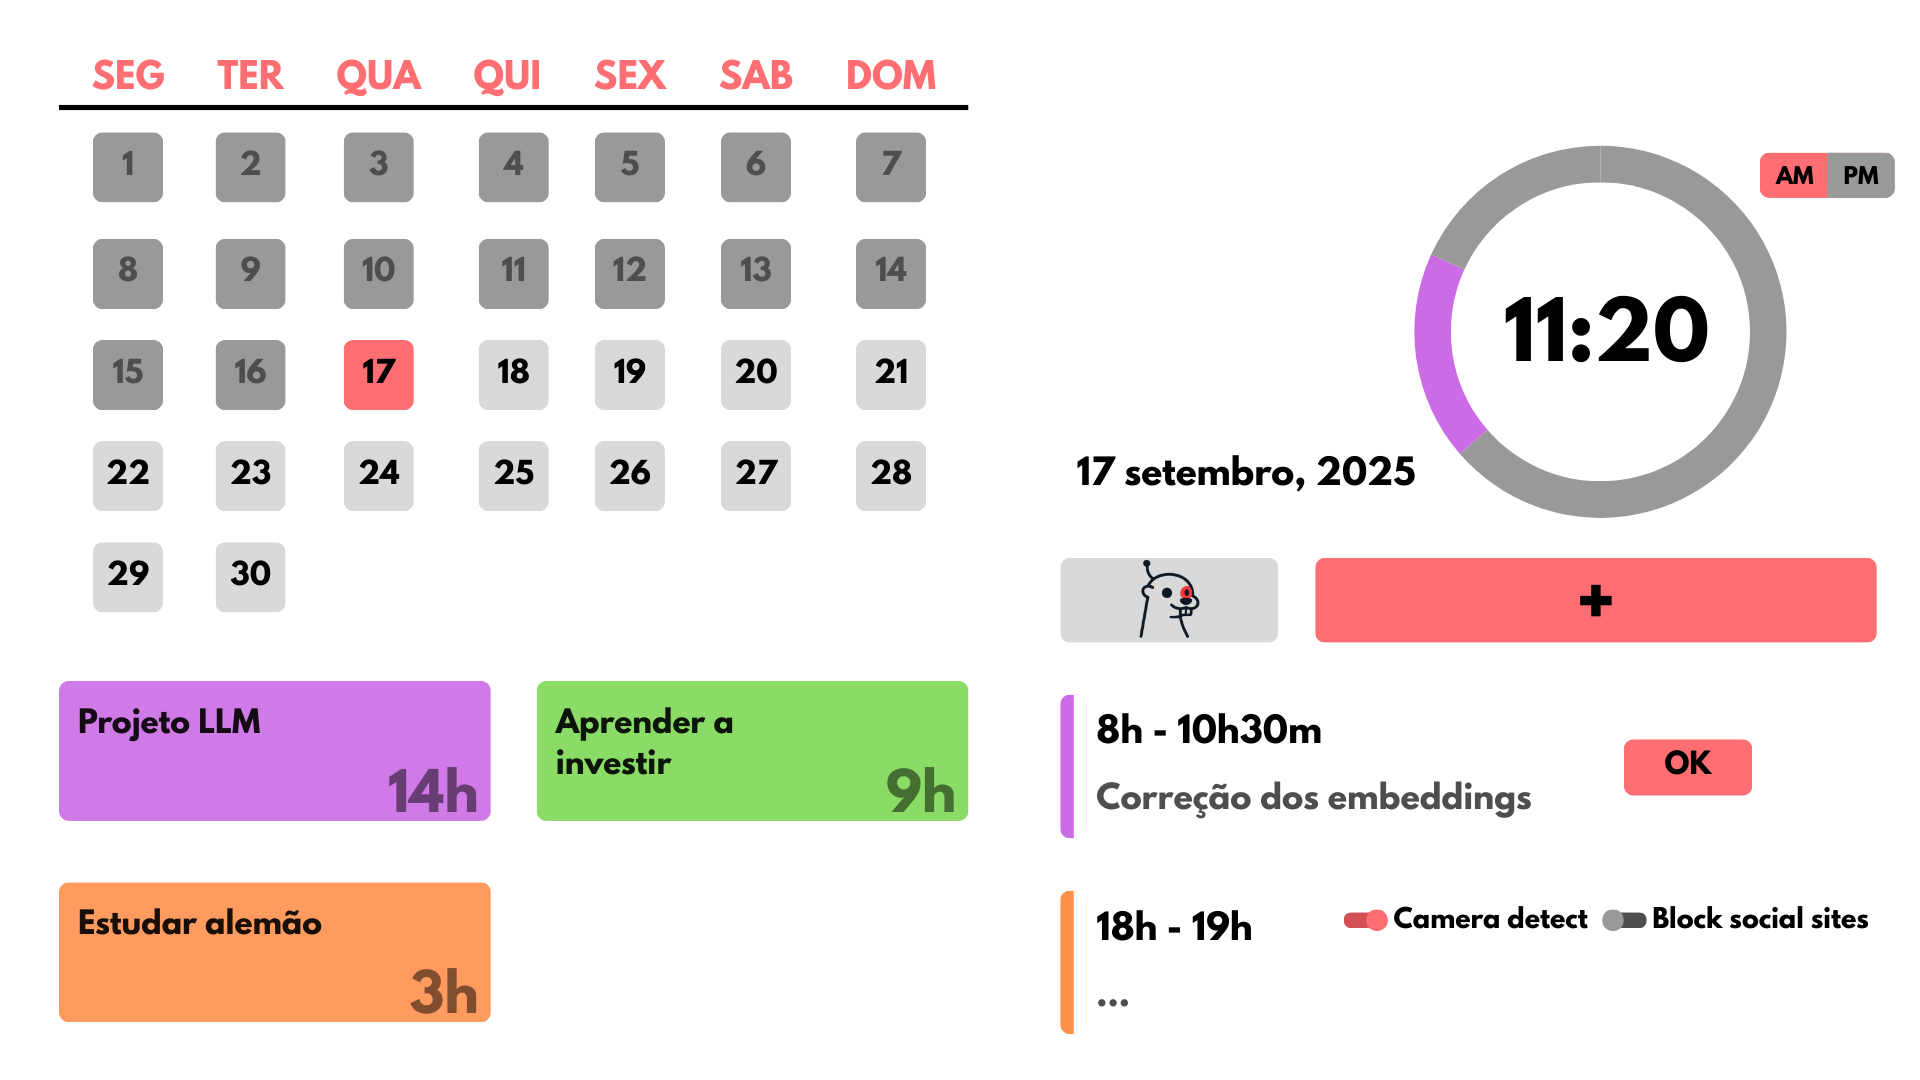 SEG TER QUA QUI SEX SAB DOM
1 2 3 4 5 6 7
8 9 10 11 12 13 14
15 16 17 18 19 20 21
22 23 24 25 26 27 28
29 30
Projeto LLM
14h
Aprender a
investir
9h
Estudar alemão
3h
AM PM
11:20
17 setembro, 2025
+
8h - 10h30m
Correção dos embeddings
OK
18h - 19h
Camera detect
Block social sites
...